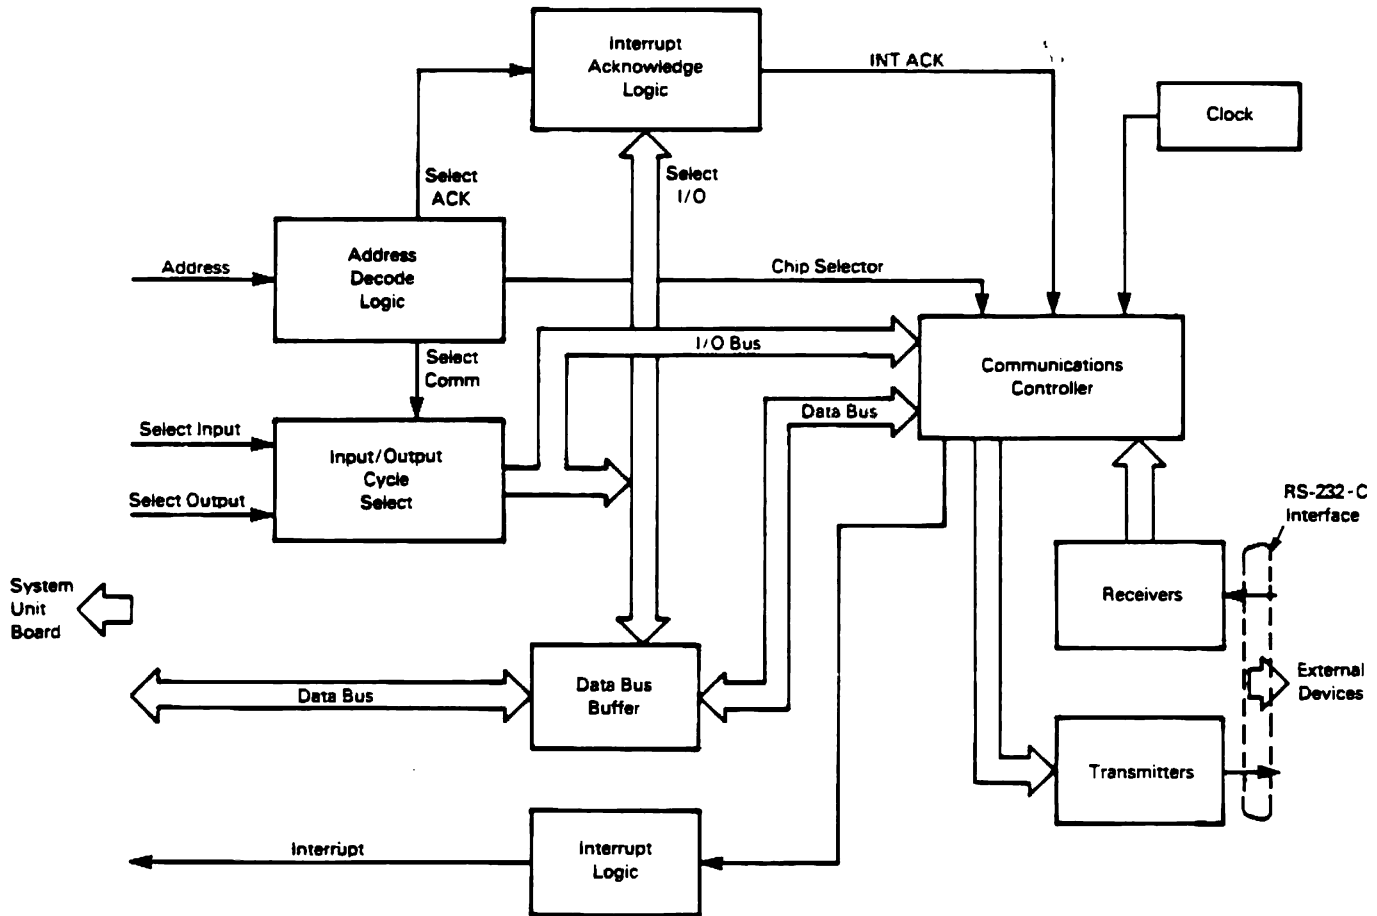 Interrupt
Acknowledge
Logic
INT ACK
Clock
Select
ACK
Select
I/O
Address
Address
Decode
Logic
Chip Selector
Select
Comm
I/O Bus
Communications
Controller
Data Bus
Select Input
Select Output
Input/Output
Cycle
Select
RS-232-C
Interface
System
Unit
Board
Receivers
External
Devices
Data Bus
Data Bus
Buffer
Transmitters
Interrupt
Interrupt
Logic